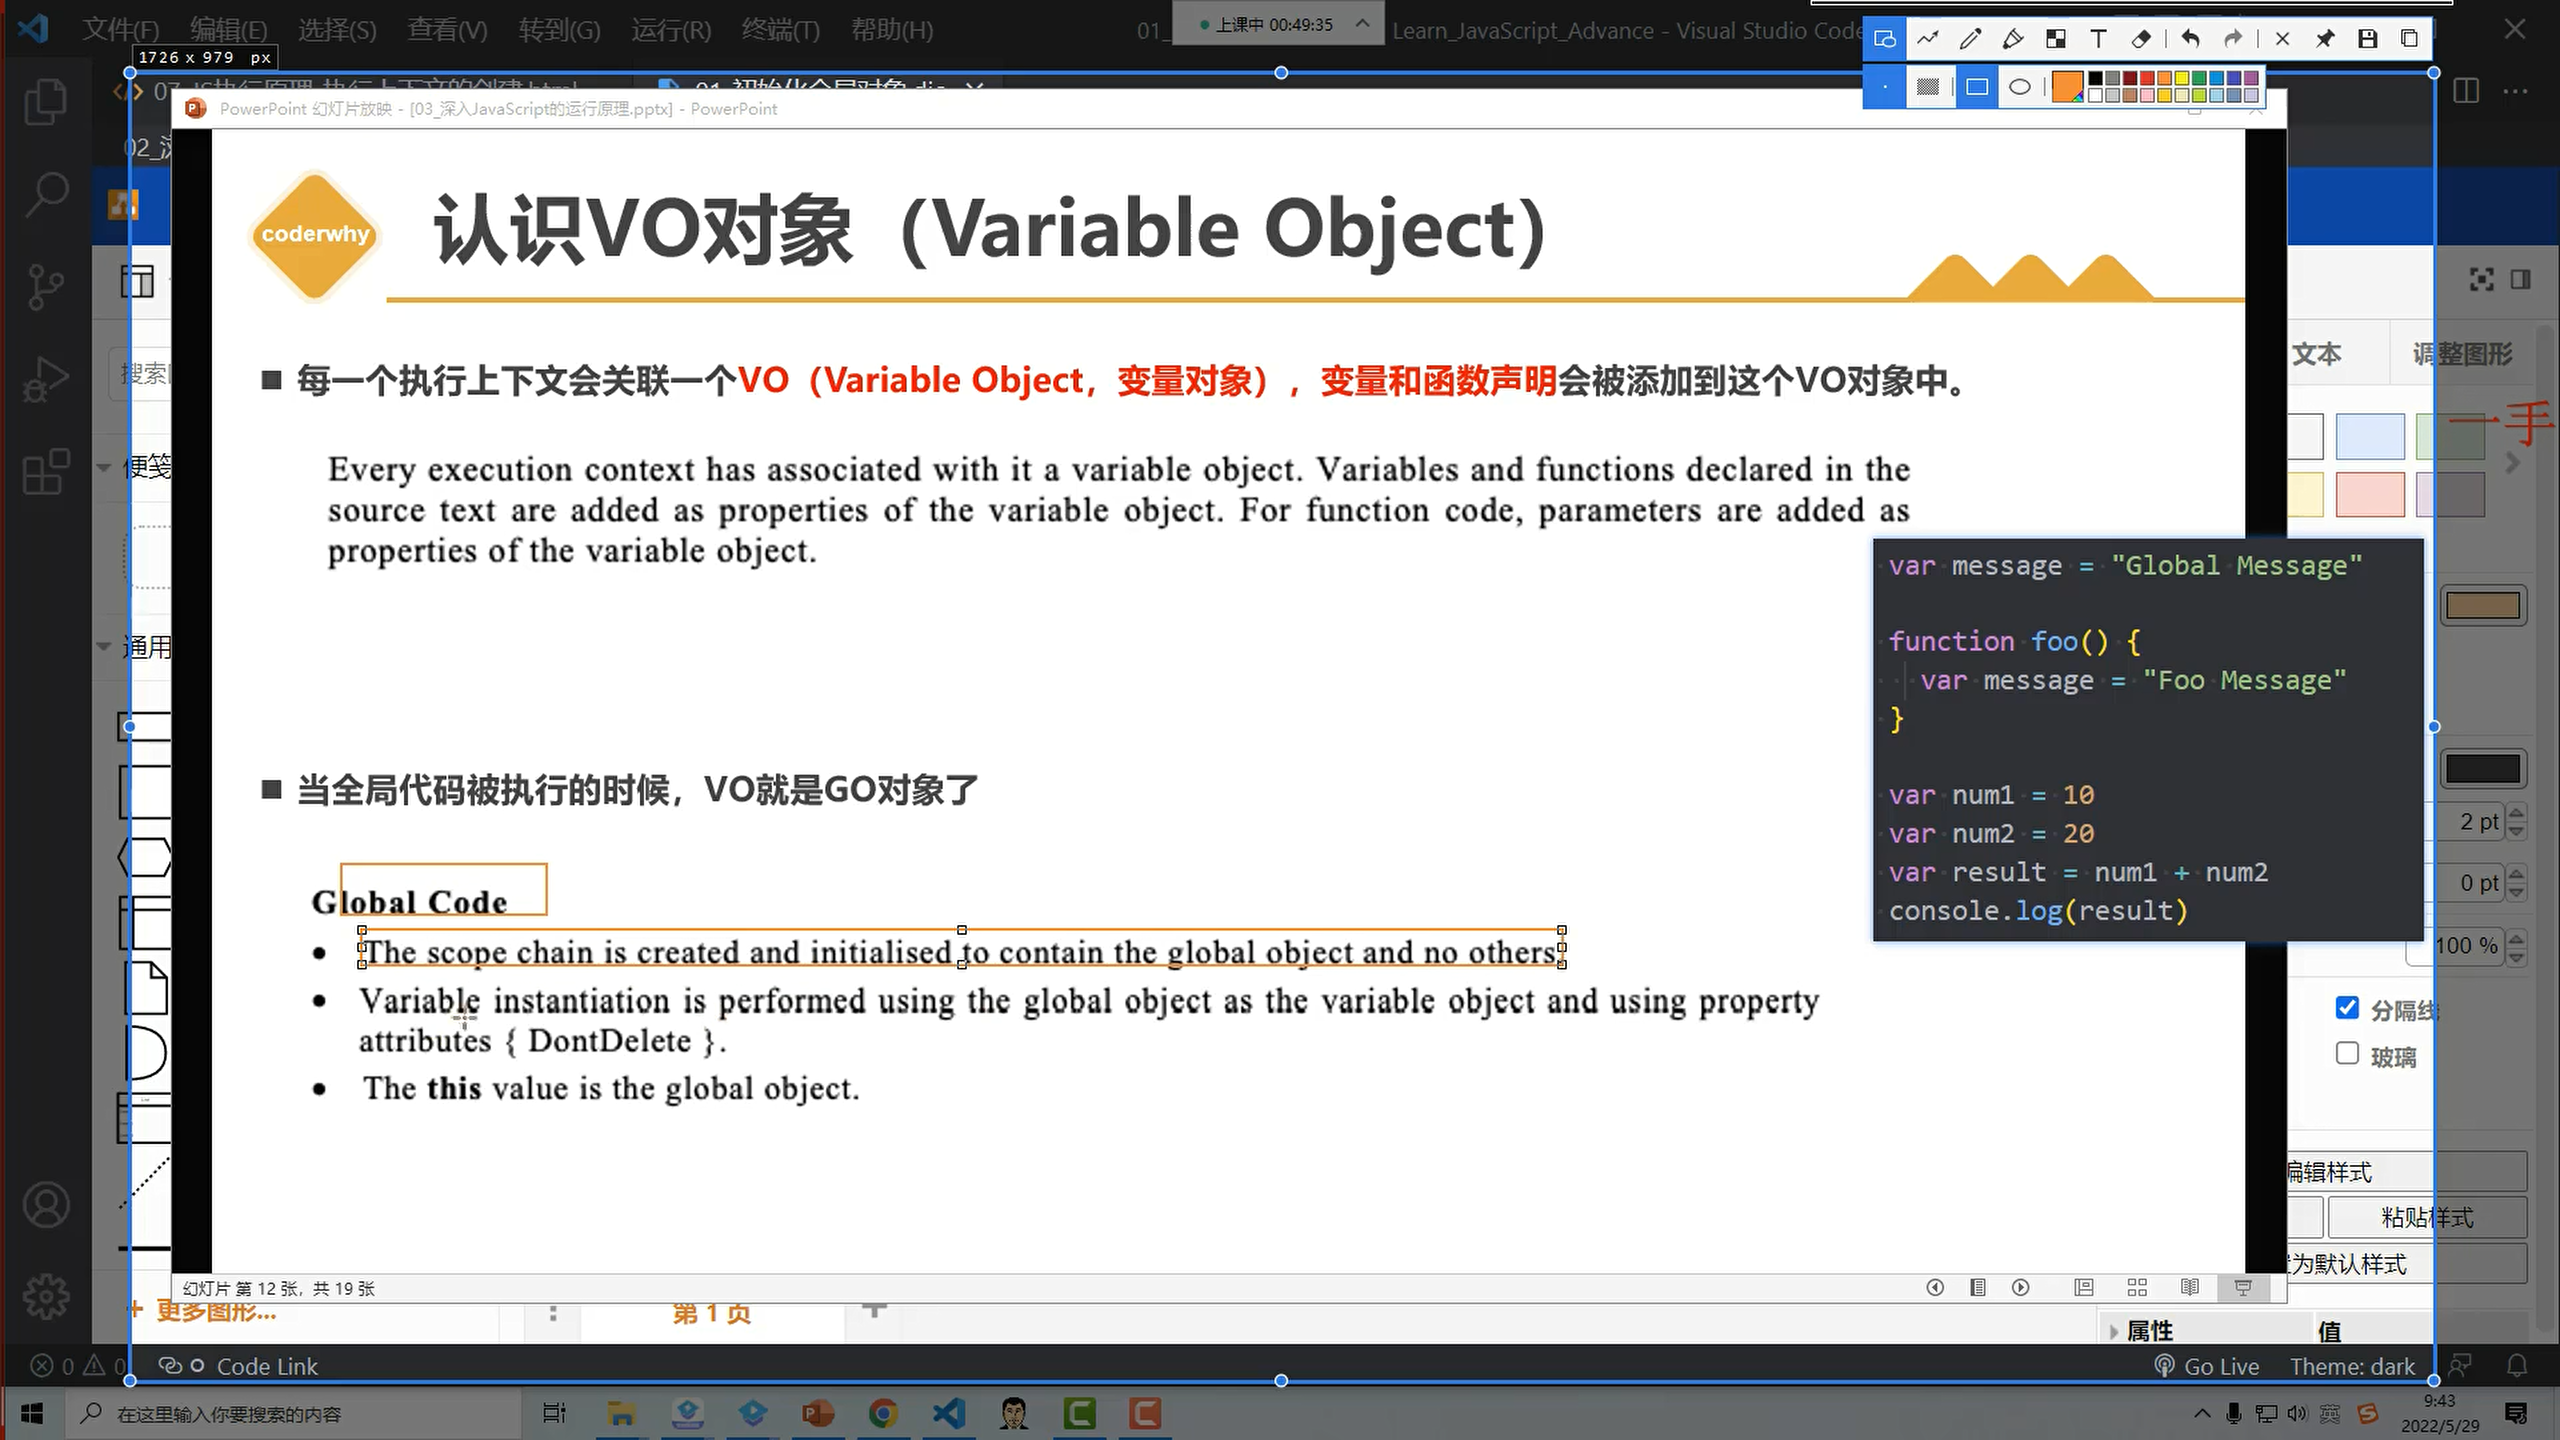 文件(F) 编辑(E) 选择(S) 查看(V) 转到(G) 运行(R) 终端(T) 帮助(H)
01_
上课中 00:49:35
Learn_JavaScript_Advance - Visual Studio Code
1726 x 979 px
02_
PowerPoint 幻灯片放映 - [03_深入JavaScript的运行原理.pptx] - PowerPoint
coderwhy
认识VO对象（Variable Object）
每一个执行上下文会关联一个VO（Variable Object，变量对象），变量和函数声明会被添加到这个VO对象中。
Every execution context has associated with it a variable object. Variables and functions declared in the
source text are added as properties of the variable object. For function code, parameters are added as
properties of the variable object.
当全局代码被执行的时候，VO就是GO对象了
Global Code
• The scope chain is created and initialised to contain the global object and no others.
• Variable instantiation is performed using the global object as the variable object and using property
attributes { DontDelete }.
• The this value is the global object.
var message = "Global Message"
function foo() {
var message = "Foo Message"
}
var num1 = 10
var num2 = 20
var result = num1 + num2
console.log(result)
搜索
便笺
通用
文本
调整图形
一手
2 pt
0 pt
100 %
分隔线
玻璃
编辑样式
粘贴样式
为默认样式
属性
值
幻灯片 第 12 张，共 19 张
更多图形...
第 1 页
0 0
Code Link
Go Live
Theme: dark
在这里输入你要搜索的内容
英
9:43
2022/5/29